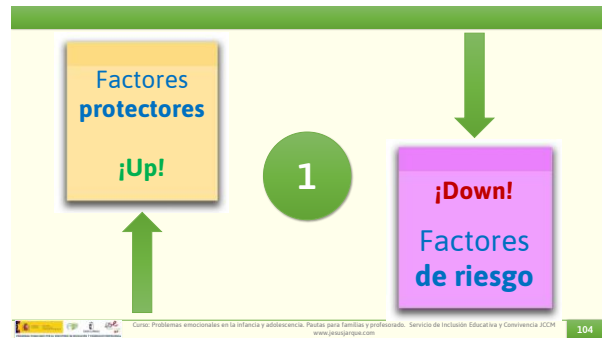 Factores
protectores
¡Up!
1
¡Down!
Factores
de riesgo
Curso: Problemas emocionales en la infancia y adolescencia. Pautas para familias y profesorado. Servicio de Inclusión Educativa y Convivencia JCCM
www.jesusjarque.com
104